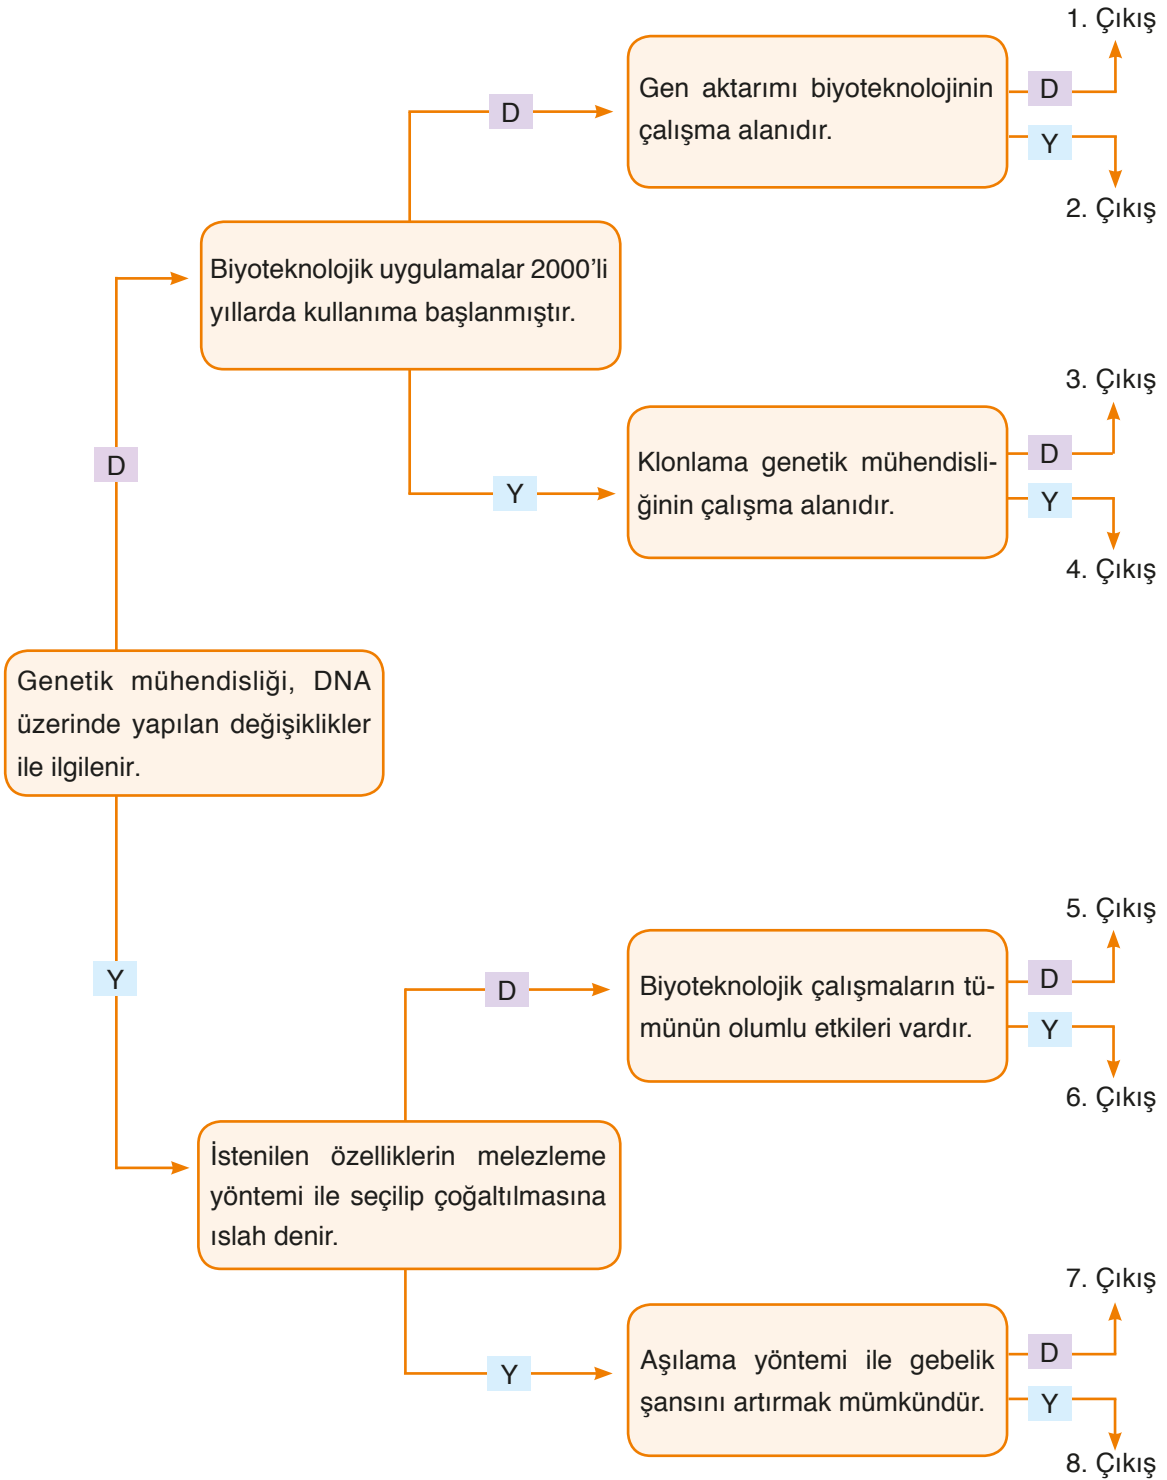 1. Çıkış
Gen aktarımı biyoteknolojinin
çalışma alanıdır.
D
Y
2. Çıkış
D
Biyoteknolojik uygulamalar 2000’li
yıllarda kullanıma başlanmıştır.
3. Çıkış
Klonlama genetik mühendisli-
ğinin çalışma alanıdır.
D
Y
4. Çıkış
D
Y
Genetik mühendisliği, DNA
üzerinde yapılan değişiklikler
ile ilgilenir.
5. Çıkış
Biyoteknolojik çalışmaların tü-
münün olumlu etkileri vardır.
D
Y
6. Çıkış
Y
D
İstenilen özelliklerin melezleme
yöntemi ile seçilip çoğaltılmasına
ıslah denir.
7. Çıkış
Aşılama yöntemi ile gebelik
şansını artırmak mümkündür.
D
Y
8. Çıkış
Y